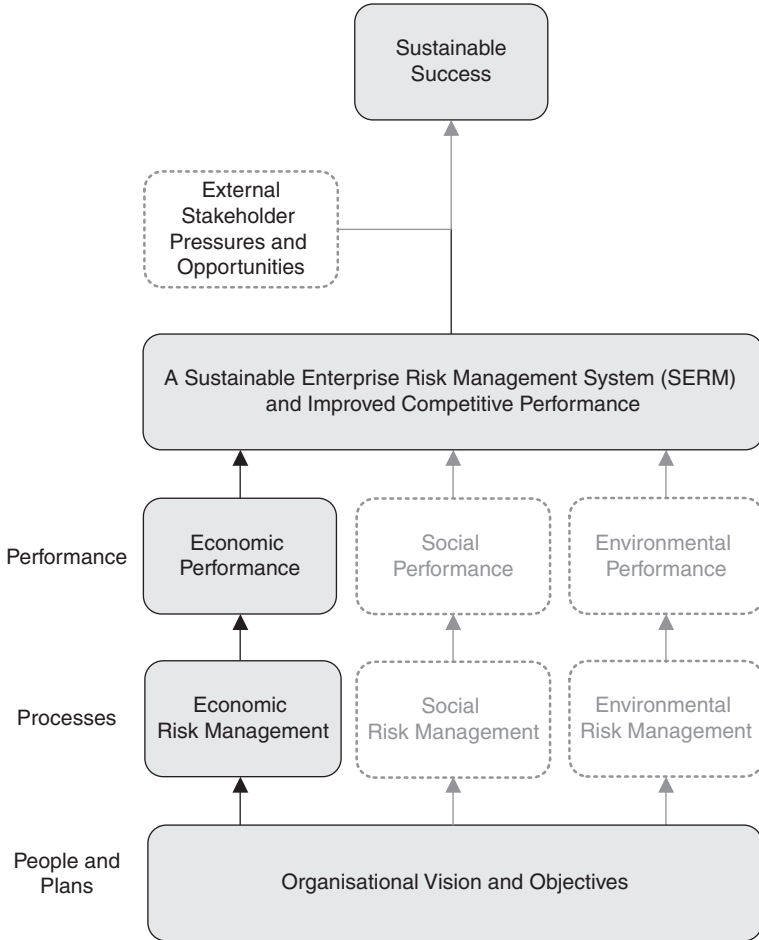 Sustainable
Success
External
Stakeholder
Pressures and
Opportunities
A Sustainable Enterprise Risk Management System (SERM)
and Improved Competitive Performance
Performance
Economic
Performance
Social
Performance
Environmental
Performance
Processes
Economic
Risk Management
Social
Risk Management
Environmental
Risk Management
People and
Plans
Organisational Vision and Objectives